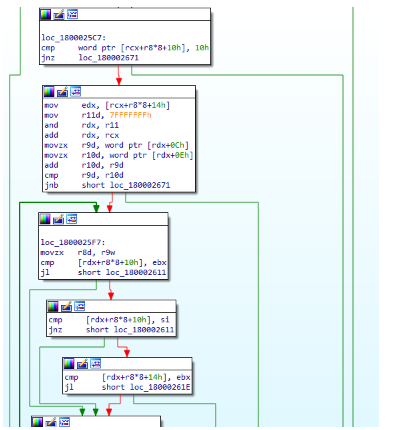 loc_1800025C7:
cmp word ptr [rcx+r8*8+10h], 10h
jnz loc_180002671
mov edx, [rcx+r8*8+14h]
mov r11d, 7FFFFFFFh
and rdx, r11
add rdx, rcx
movzx r9d, word ptr [rdx+0Ch]
movzx r10d, word ptr [rdx+0Eh]
add r10d, r9d
cmp r9d, r10d
jnb short loc_180002671
loc_1800025F7:
movzx r8d, r9w
cmp [rdx+r8*8+10h], ebx
jl short loc_180002611
cmp [rdx+r8*8+10h], si
jnz short loc_180002611
cmp [rdx+r8*8+14h], ebx
jl short loc_18000261E